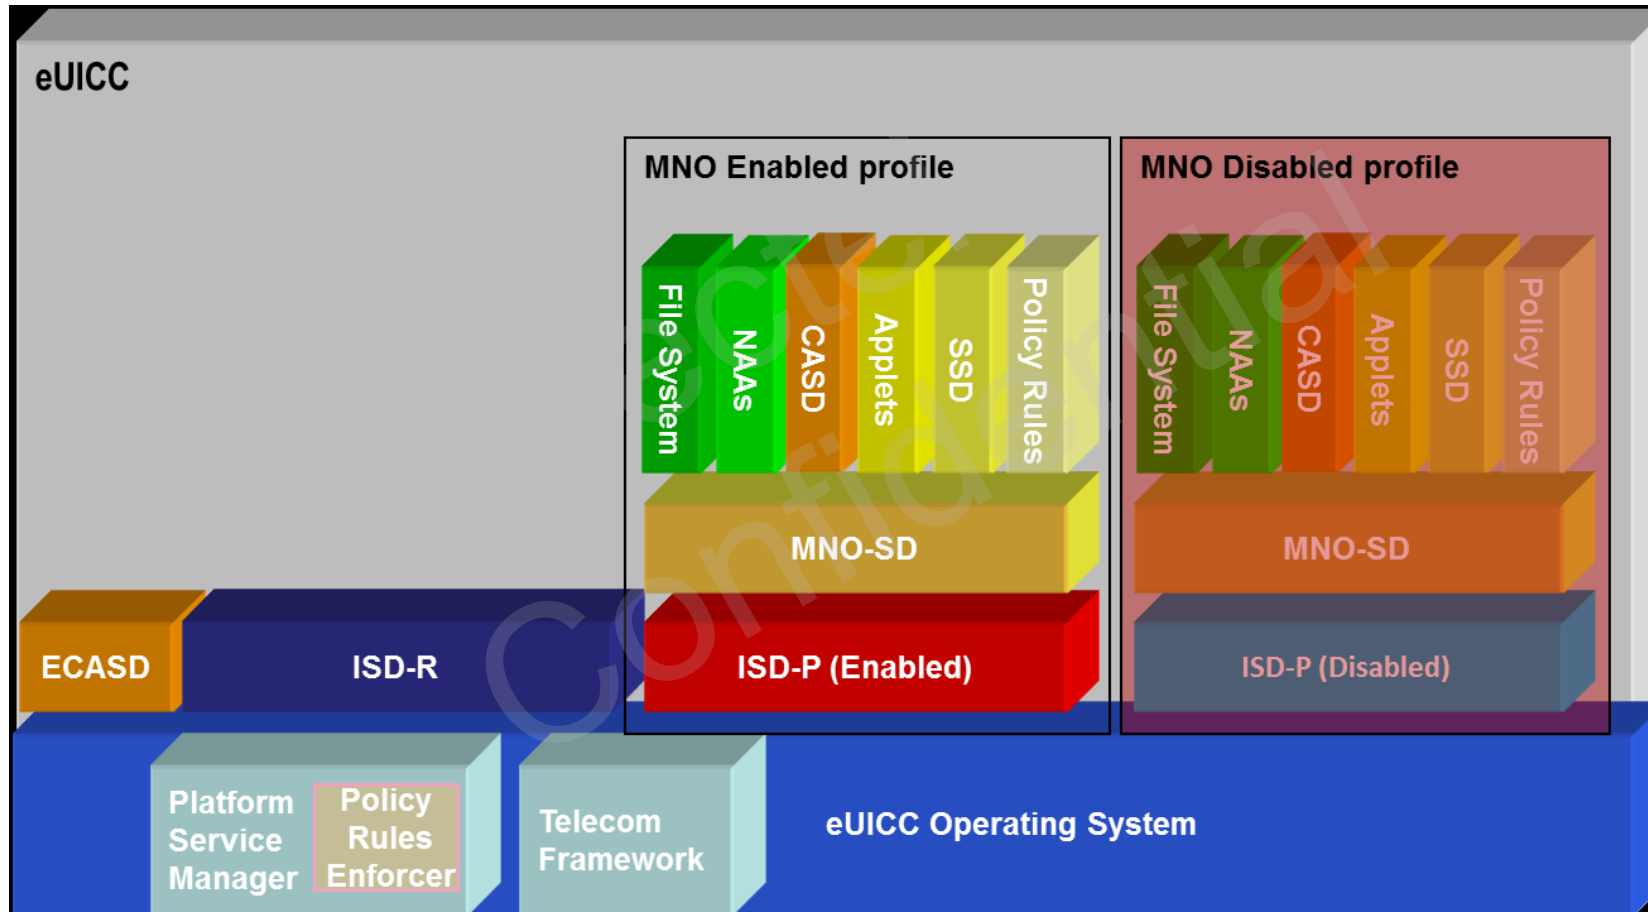 eUICC
MNO Enabled profile
File System
NAAs
CASD
Applets
SSD
Policy Rules
MNO-SD
ISD-P (Enabled)
MNO Disabled profile
File System
NAAs
CASD
Applets
SSD
Policy Rules
MNO-SD
ISD-P (Disabled)
ECASD
ISD-R
Platform
Service
Manager
Policy
Rules
Enforcer
Telecom
Framework
eUICC Operating System
Confidential